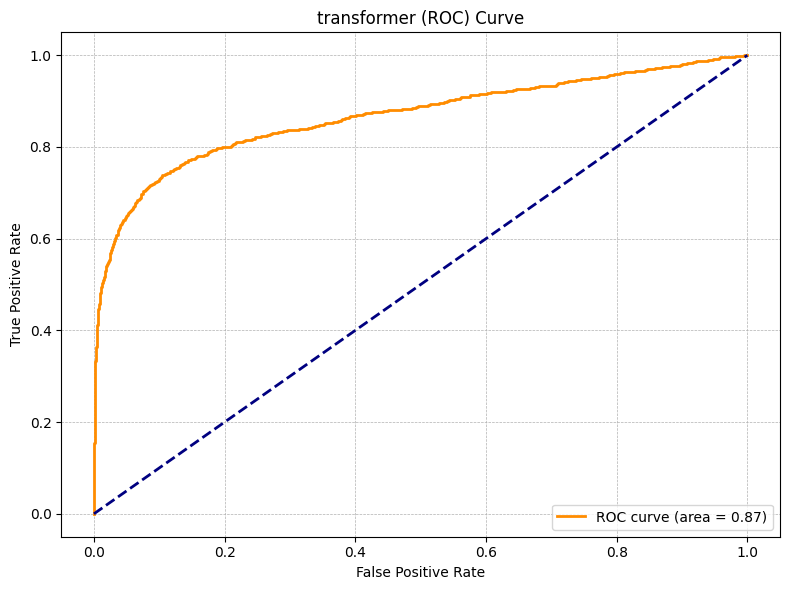 transformer (ROC) Curve
True Positive Rate
1.0
0.8
0.6
0.4
0.2
0.0
ROC curve (area = 0.87)
0.0 0.2 0.4 0.6 0.8 1.0
False Positive Rate